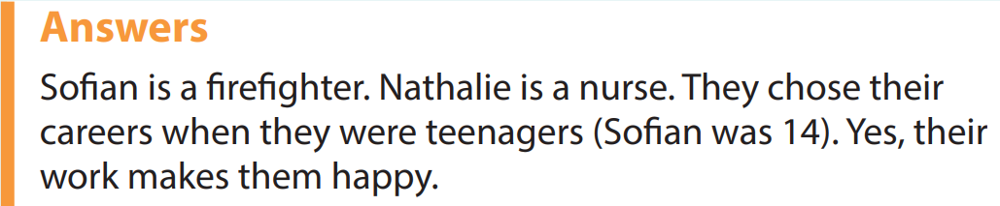 Answers
Sofian is a firefighter. Nathalie is a nurse. They chose their
careers when they were teenagers (Sofian was 14). Yes, their
work makes them happy.